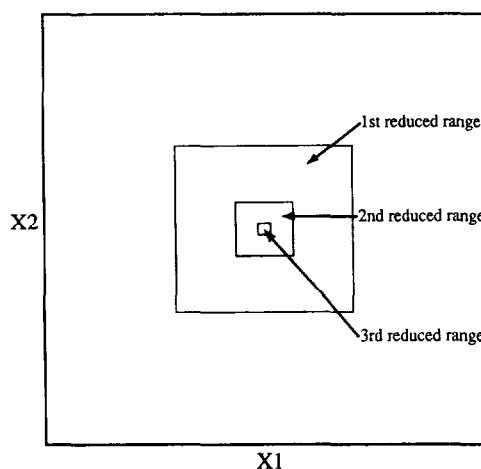 1st reduced range
X2
2nd reduced range
3rd reduced range
X1